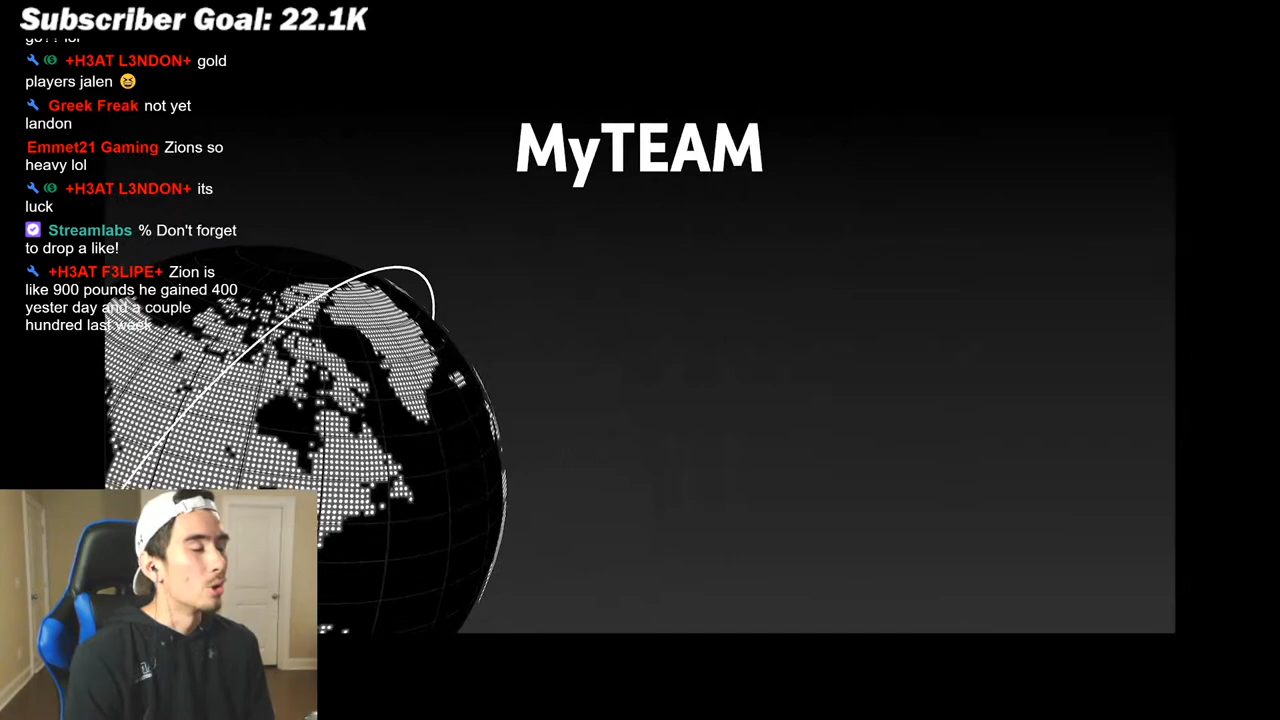 Subscriber Goal: 22.1K
go?? lol
+H3AT L3NDON+ gold
players jalen 😆
Greek Freak not yet
landon
Emmet21 Gaming Zions so
heavy lol
+H3AT L3NDON+ its
luck
Streamlabs % Don't forget
to drop a like!
+H3AT F3LIPE+ Zion is
like 900 pounds he gained 400
yester day and a couple
hundred last week
MyTEAM